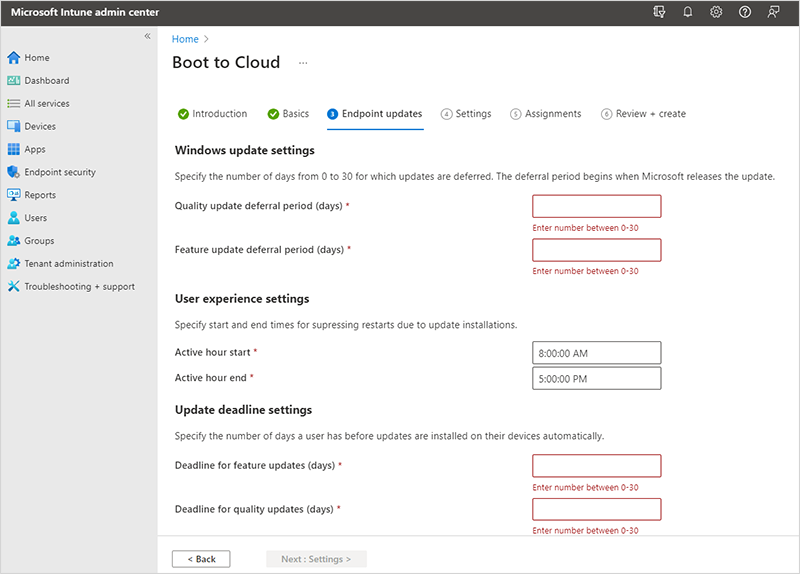 Microsoft Intune admin center
«
Home
Dashboard
All services
Devices
Apps
Endpoint security
Reports
Users
Groups
Tenant administration
Troubleshooting + support
Home >
Boot to Cloud ...
Introduction Basics 3 Endpoint updates 4 Settings 5 Assignments 6 Review + create
Windows update settings
Specify the number of days from 0 to 30 for which updates are deferred. The deferral period begins when Microsoft releases the update.
Quality update deferral period (days) *
Enter number between 0-30
Feature update deferral period (days) *
Enter number between 0-30
User experience settings
Specify start and end times for supressing restarts due to update installations.
Active hour start * 8:00:00 AM
Active hour end * 5:00:00 PM
Update deadline settings
Specify the number of days a user has before updates are installed on their devices automatically.
Deadline for feature updates (days) *
Enter number between 0-30
Deadline for quality updates (days) *
Enter number between 0-30
< Back Next : Settings >